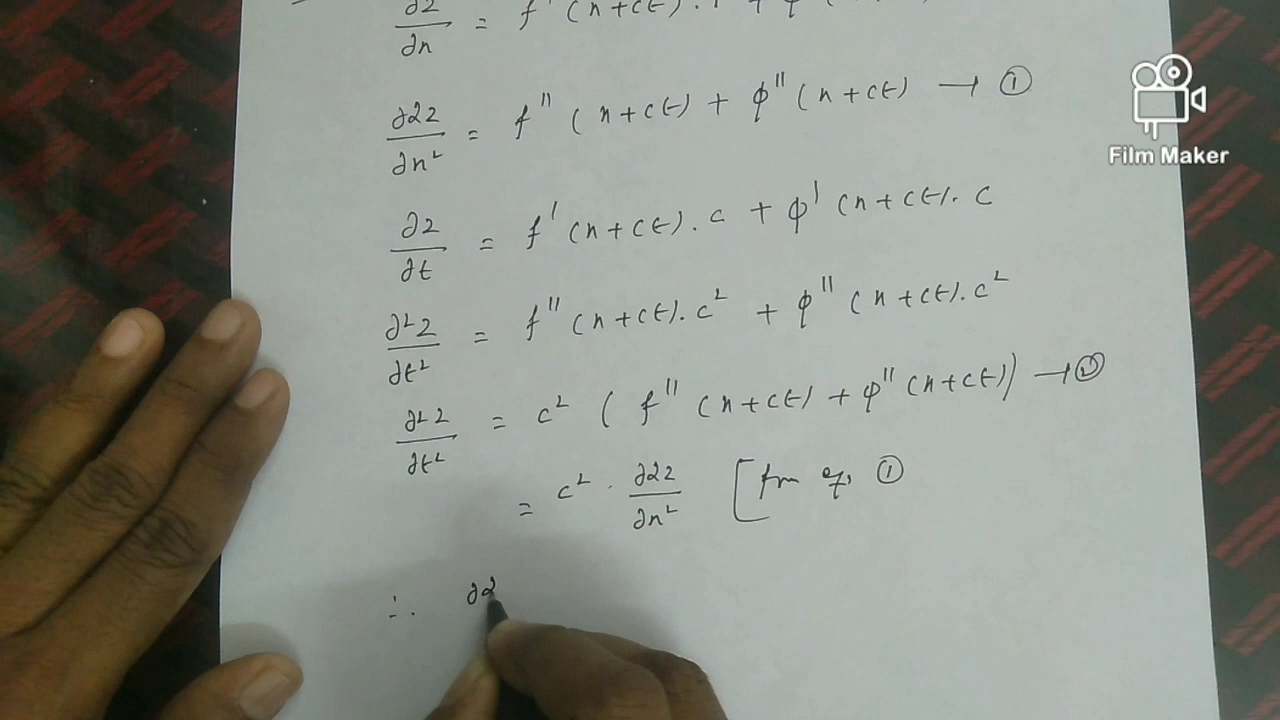 ∂z/∂x = f' (x+ct).1 + φ'
∂²z/∂x² = f'' (x+ct) + φ'' (x+ct) → ①
Film Maker
∂z/∂t = f' (x+ct). c + φ' (x+ct). c
∂²z/∂t² = f'' (x+ct). c² + φ'' (x+ct). c²
∂²z/∂t² = c² ( f'' (x+ct) + φ'' (x+ct)) → ②
= c² . ∂²z/∂x² [from eq, ①
∴ ∂2